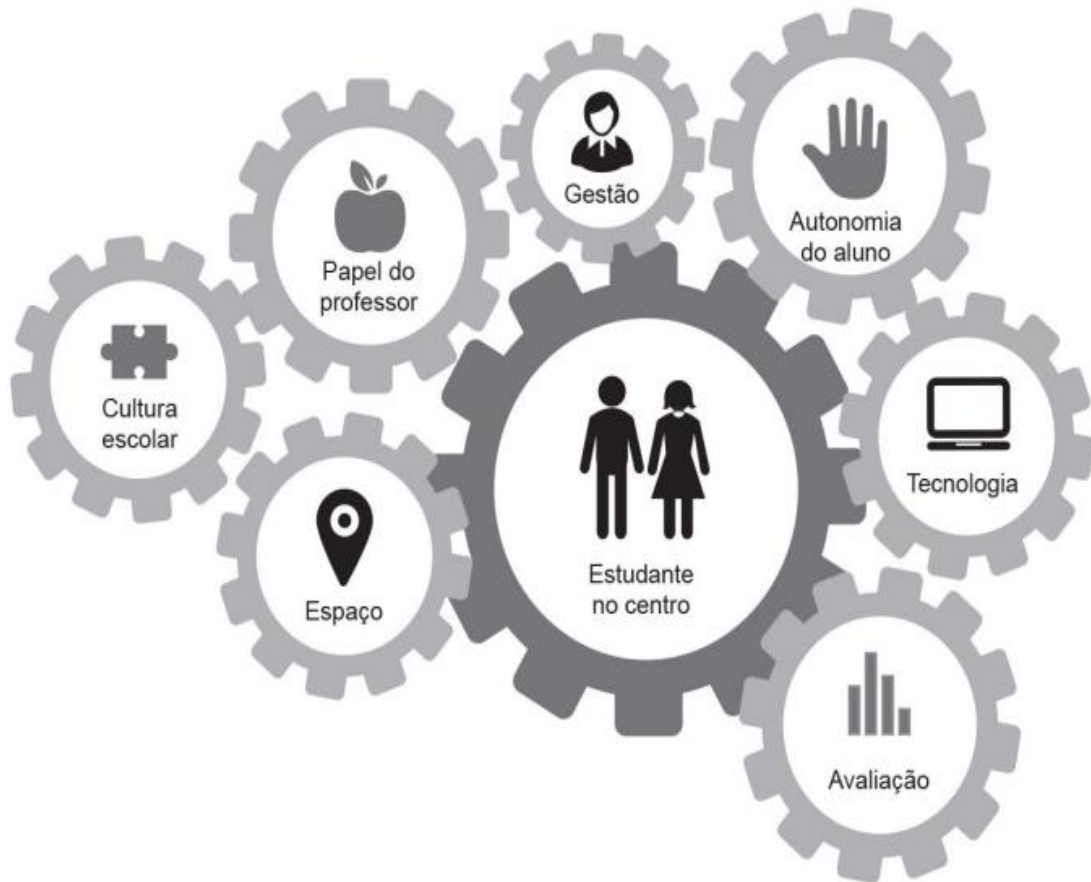 Gestão
Autonomia
do aluno
Papel do
professor
Cultura
escolar
Tecnologia
Estudante
no centro
Espaço
Avaliação